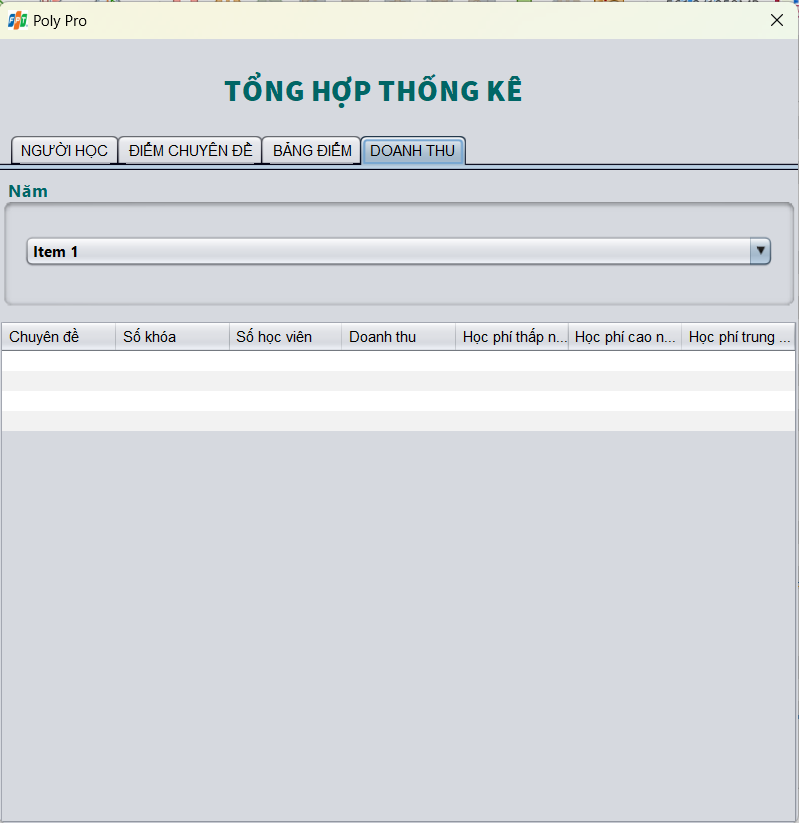 Poly Pro
TỔNG HỢP THỐNG KÊ
NGƯỜI HỌC ĐIỂM CHUYÊN ĐỀ BẢNG ĐIỂM DOANH THU
Năm
Item 1
Chuyên đề Số khóa Số học viên Doanh thu Học phí thấp n... Học phí cao n... Học phí trung ...